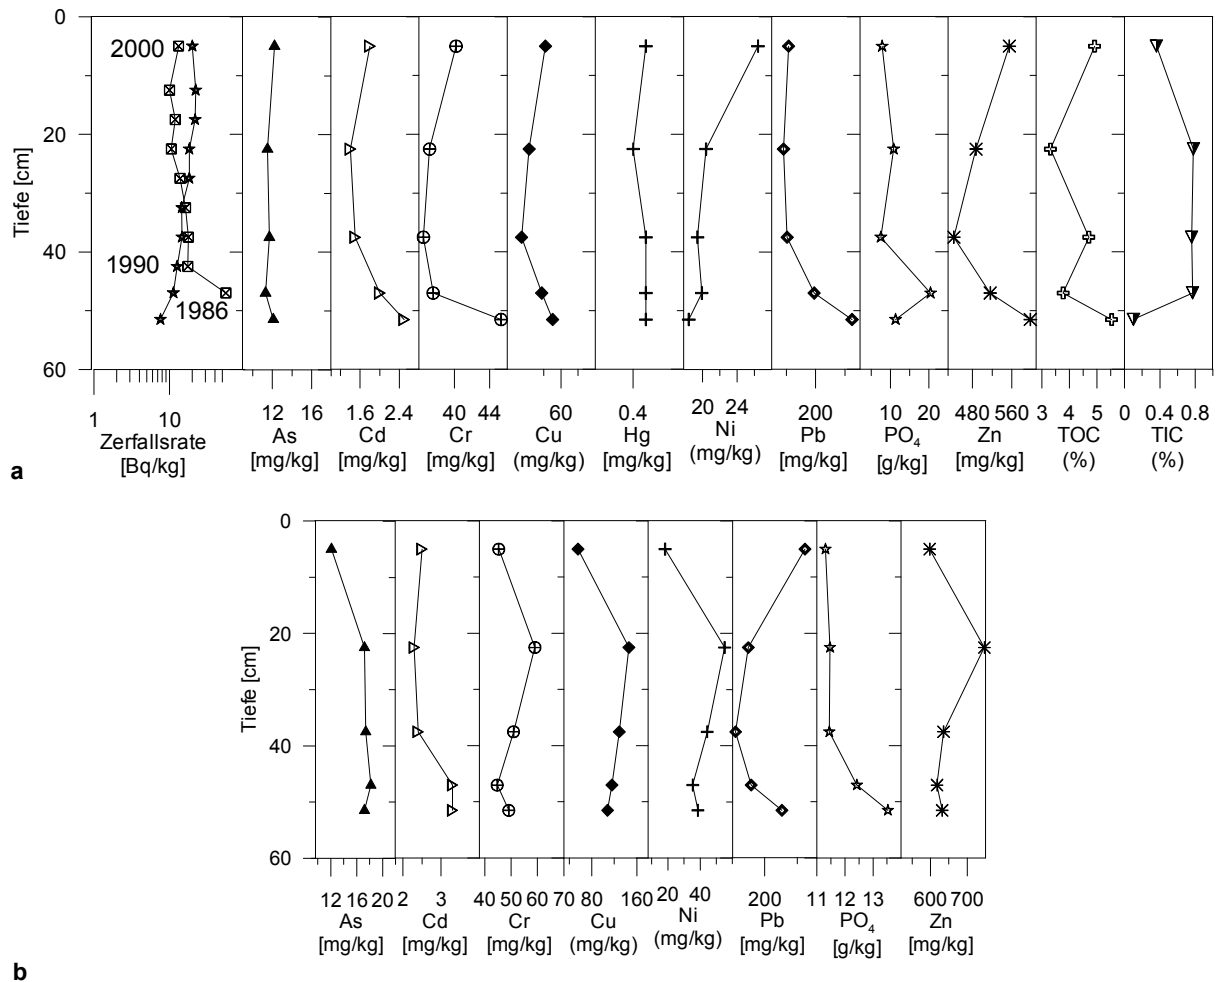 0
20
40
60
Tiefe [cm]
2000
1990
1986
1 10
12 16
1.6 2.4
40 44
60
0.4
20 24
200
10 20
480 560
3 4 5
0 0.4 0.8
Zerfallsrate
[Bq/kg]
As
[mg/kg]
Cd
[mg/kg]
Cr
[mg/kg]
Cu
(mg/kg)
Hg
[mg/kg]
Ni
(mg/kg)
Pb
[mg/kg]
PO4
[g/kg]
Zn
[mg/kg]
TOC
(%)
TIC
(%)
a
0
20
40
60
Tiefe [cm]
12 16 20
2 3
40 50 60 70
80 160
20 40
200
11 12 13
600 700
As
[mg/kg]
Cd
[mg/kg]
Cr
[mg/kg]
Cu
(mg/kg)
Ni
(mg/kg)
Pb
[mg/kg]
PO4
[g/kg]
Zn
[mg/kg]
b